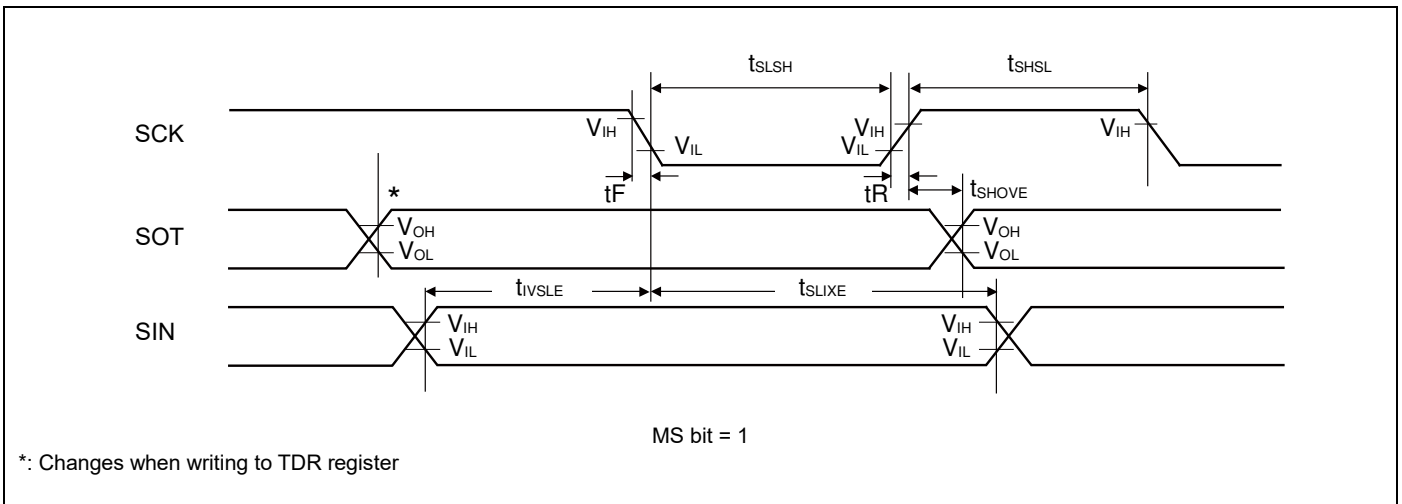 tSLSH
tSHSL
SCK
VIH
VIL
VIH
VIL
VIH
tF
tR
tSHOVE
*
SOT
VOH
VOL
VOH
VOL
tIVSLE
tSLIXE
SIN
VIH
VIL
VIH
VIL
MS bit = 1
*: Changes when writing to TDR register